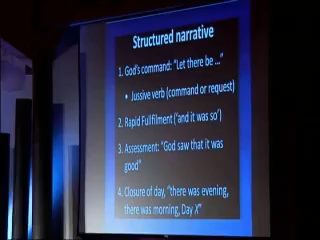 Structured narrative
1. God's command: "Let there be ..."
• Jussive verb (command or request)
2. Rapid Fulfilment ('and it was so')
3. Assessment: "God saw that it was
good"
4. Closure of day, "there was evening,
there was morning, Day X"